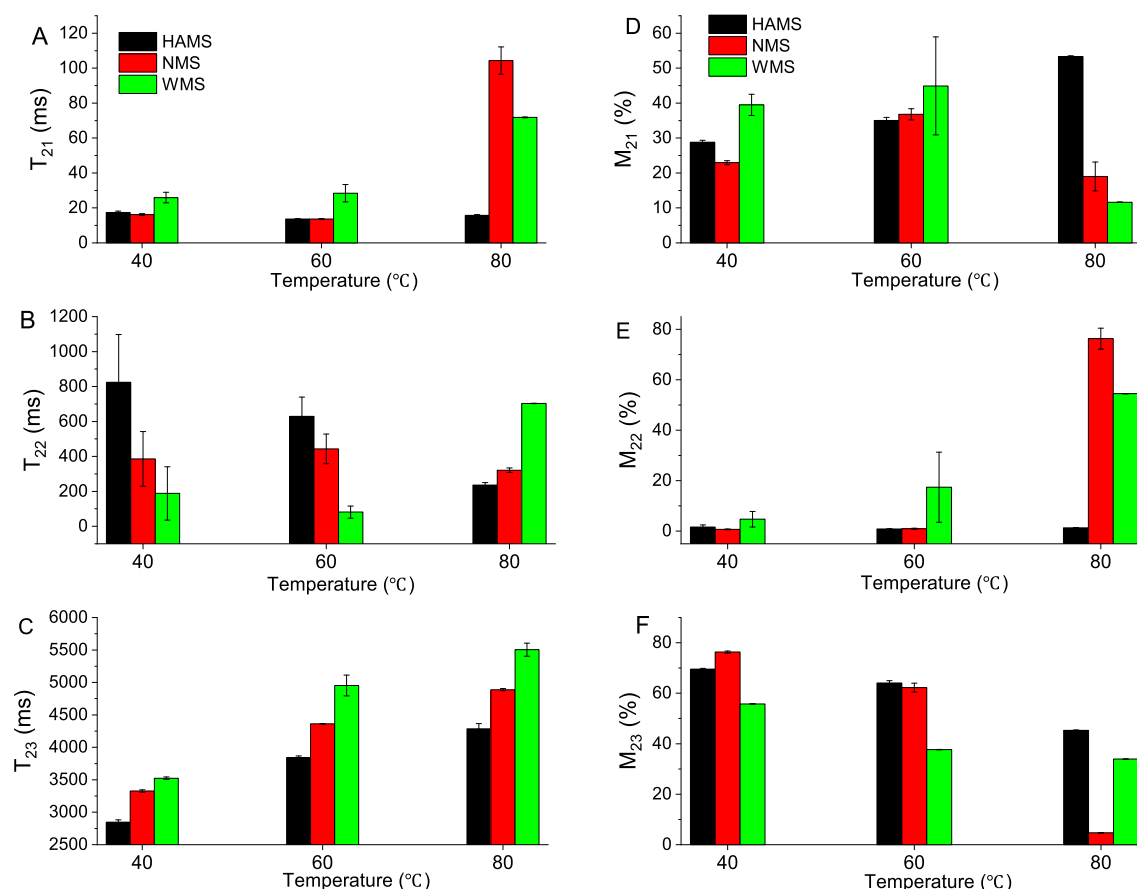 A
HAMS
NMS
WMS
T21 (ms)
120
100
80
60
40
20
0
40 60 80
Temperature (℃)
D
HAMS
NMS
WMS
M21 (%)
60
50
40
30
20
10
0
40 60 80
Temperature (℃)
B
T22 (ms)
1200
1000
800
600
400
200
0
40 60 80
Temperature (℃)
E
M22 (%)
80
60
40
20
0
40 60 80
Temperature (℃)
C
T23 (ms)
6000
5500
5000
4500
4000
3500
3000
2500
40 60 80
Temperature (℃)
F
M23 (%)
80
60
40
20
0
40 60 80
Temperature (℃)